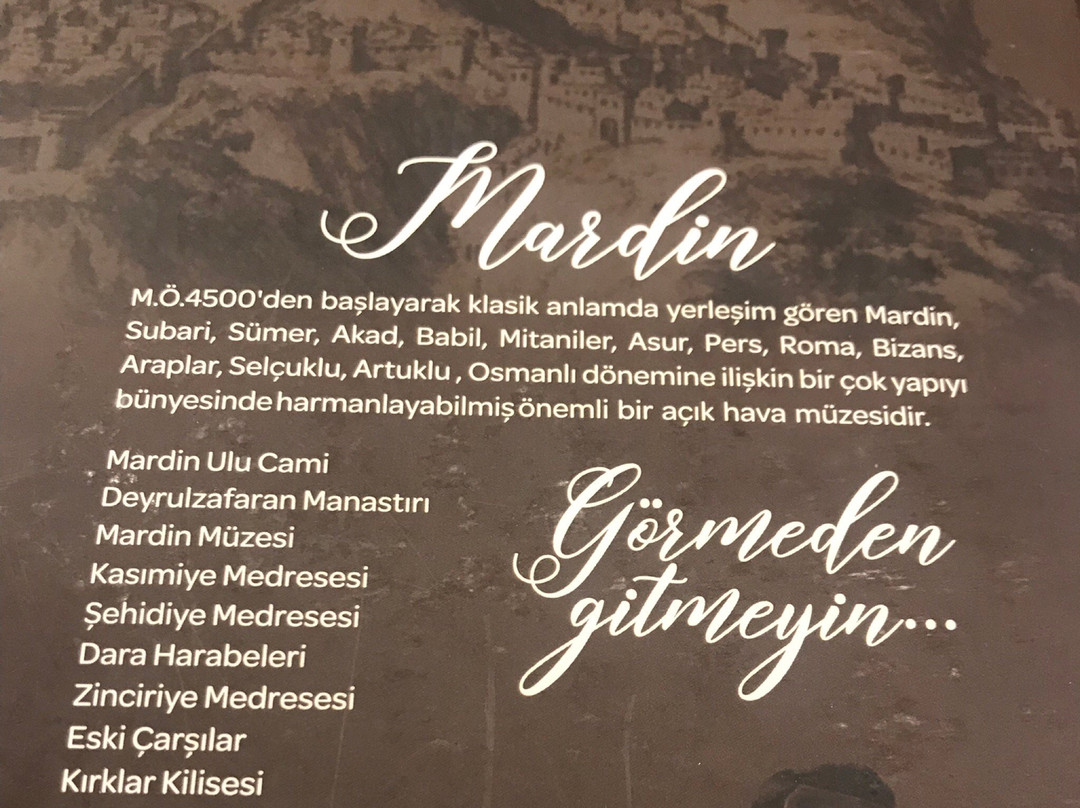 Mardin
M.Ö.4500'den başlayarak klasik anlamda yerleşim gören Mardin,
Subari, Sümer, Akad, Babil, Mitaniler, Asur, Pers, Roma, Bizans,
Araplar, Selçuklu, Artuklu , Osmanlı dönemine ilişkin bir çok yapıyı
bünyesinde harmanlayabilmiş önemli bir açık hava müzesidir.
Mardin Ulu Cami
Deyrulzafaran Manastırı
Mardin Müzesi
Kasımiye Medresesi
Şehidiye Medresesi
Dara Harabeleri
Zinciriye Medresesi
Eski Çarşılar
Kırklar Kilisesi
Görmeden
gitmeyin...